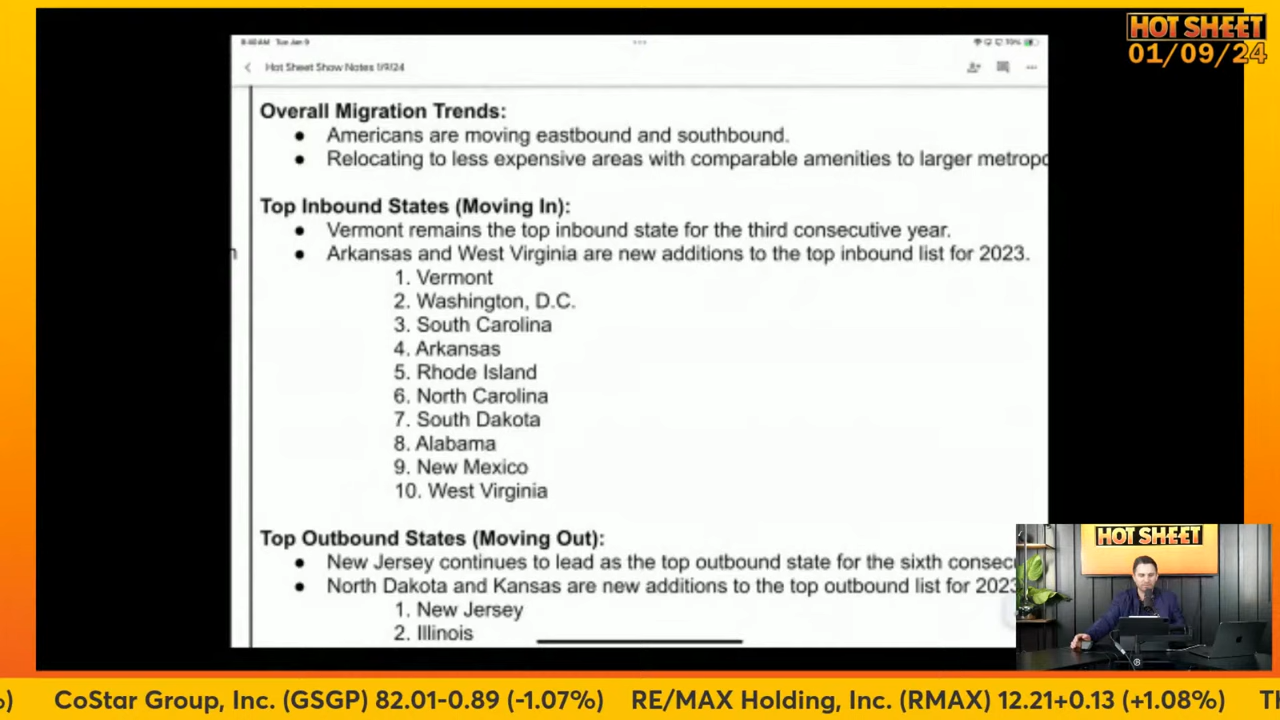 HOT SHEET
01/09/24
8:40 AM Tue Jan 9
Hot Sheet Show Notes 1/9/24
Overall Migration Trends:
● Americans are moving eastbound and southbound.
● Relocating to less expensive areas with comparable amenities to larger metropo
Top Inbound States (Moving In):
● Vermont remains the top inbound state for the third consecutive year.
● Arkansas and West Virginia are new additions to the top inbound list for 2023.
1. Vermont
2. Washington, D.C.
3. South Carolina
4. Arkansas
5. Rhode Island
6. North Carolina
7. South Dakota
8. Alabama
9. New Mexico
10. West Virginia
Top Outbound States (Moving Out):
● New Jersey continues to lead as the top outbound state for the sixth consec
● North Dakota and Kansas are new additions to the top outbound list for 2023
1. New Jersey
2. Illinois
HOT SHEET
%) CoStar Group, Inc. (GSGP) 82.01-0.89 (-1.07%) RE/MAX Holding, Inc. (RMAX) 12.21+0.13 (+1.08%) Th